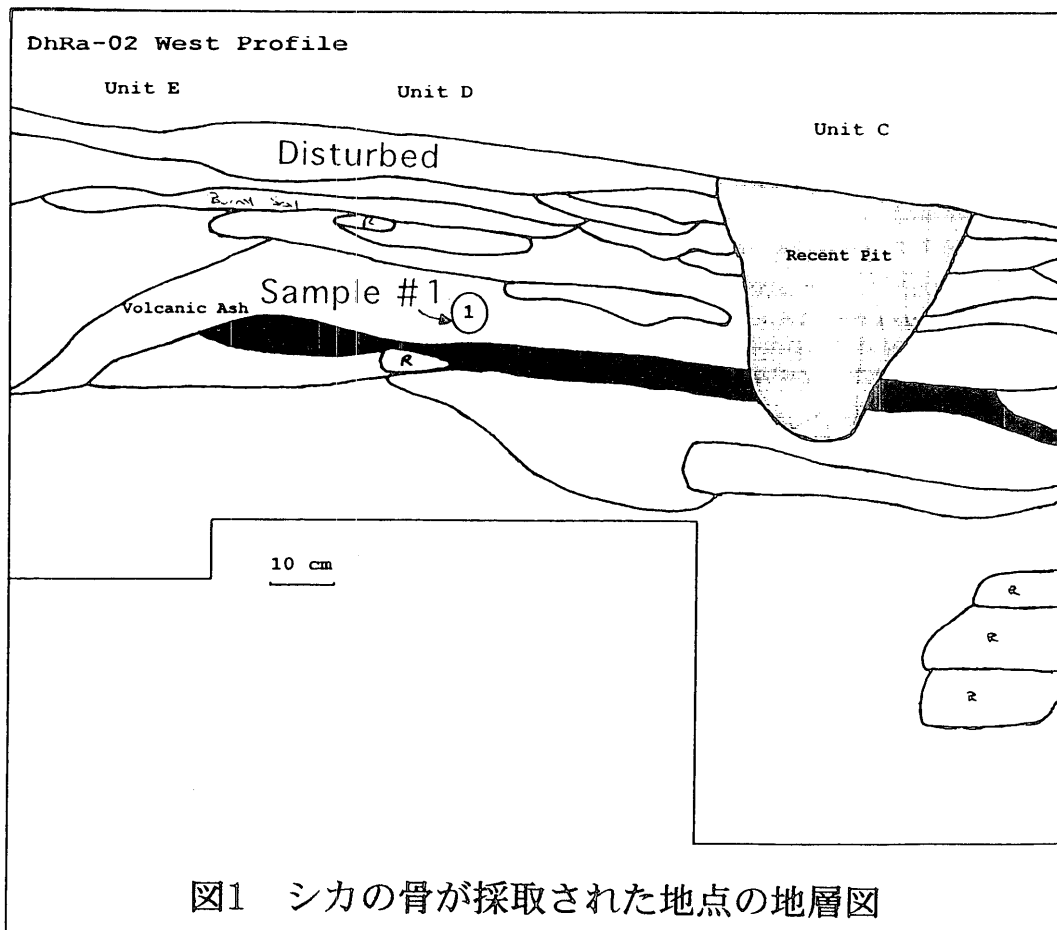 DhRa-02 West Profile
Unit E
Unit D
Unit C
Disturbed
R
Recent Pit
Sample #1
1
Volcanic Ash
R
10 cm
R
R
R
図1 シカの骨が採取された地点の地層図